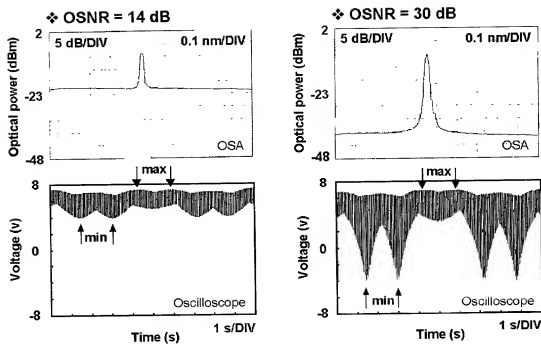 ❖ OSNR = 14 dB
2
5 dB/DIV
0.1 nm/DIV
-23
-48
Optical power (dBm)
OSA
max
8
0
-8
Voltage (v)
min
Oscilloscope
Time (s)
1 s/DIV
❖ OSNR = 30 dB
2
5 dB/DIV
0.1 nm/DIV
-23
-48
Optical power (dBm)
OSA
max
8
0
-8
Voltage (v)
min
Oscilloscope
Time (s)
1 s/DIV